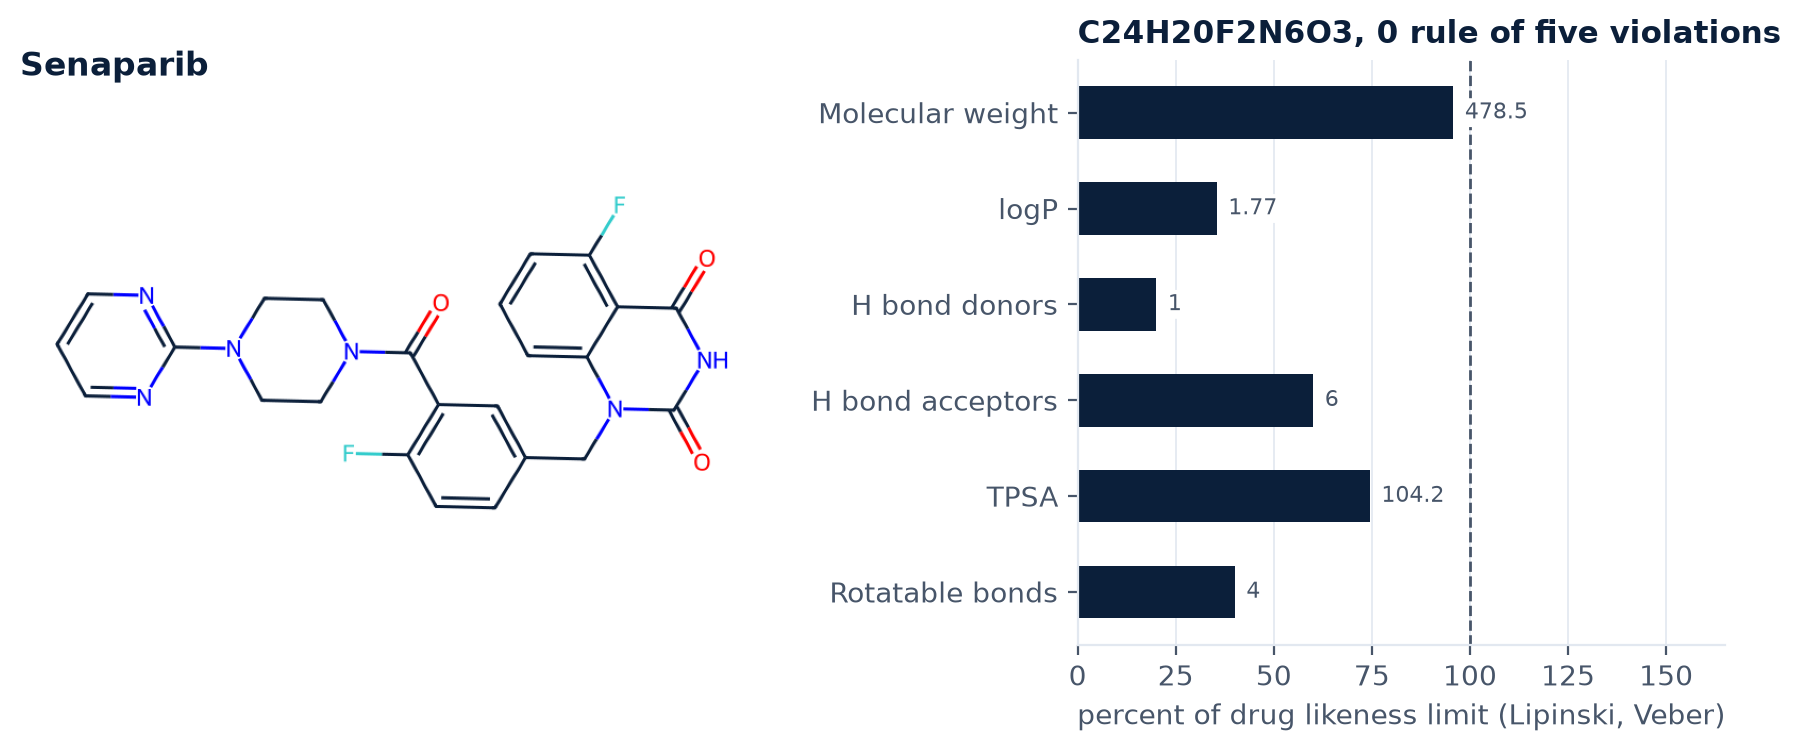 Senaparib
F
O
N
O
N
N
NH
N
N
F
O
C24H20F2N6O3, 0 rule of five violations
Molecular weight
478.5
logP
1.77
H bond donors
1
H bond acceptors
6
TPSA
104.2
Rotatable bonds
4
0 25 50 75 100 125 150
percent of drug likeness limit (Lipinski, Veber)